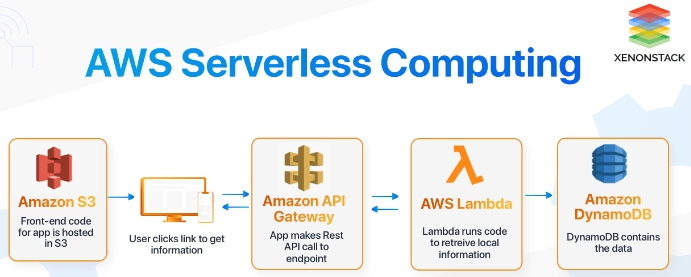 XENONSTACK
AWS Serverless Computing
Amazon S3
Front-end code
for app is hosted
in S3
User clicks link to get
information
Amazon API
Gateway
App makes Rest
API call to
endpoint
AWS Lambda
Lambda runs code
to retreive local
information
Amazon
DynamoDB
DynamoDB contains
the data